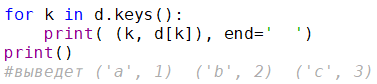 for k in d.keys():
    print( (k, d[k]), end='  ')
print()
#выведет ('a', 1)  ('b', 2)  ('c', 3)